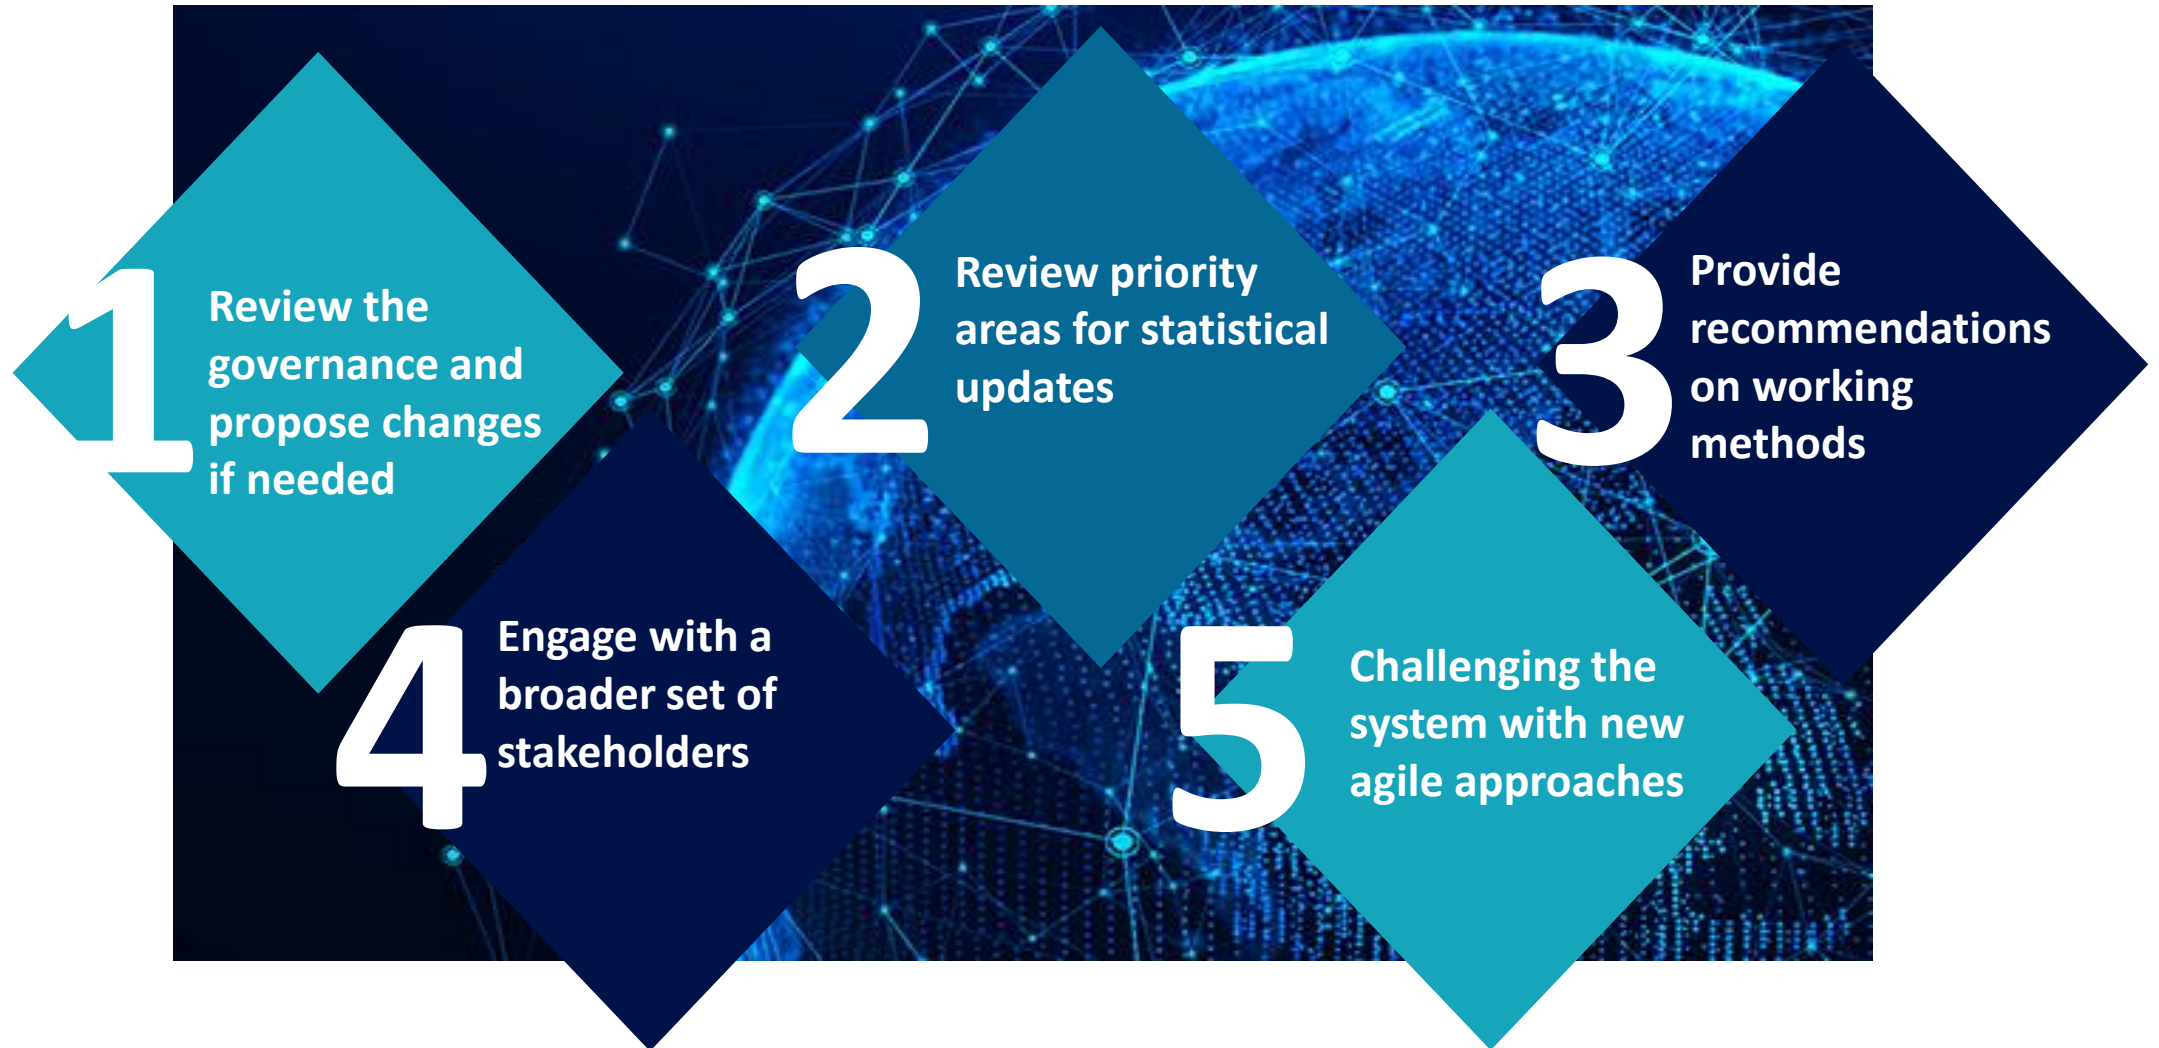 1
Review the
governance and
propose changes
if needed
2
Review priority
areas for statistical
updates
3
Provide
recommendations
on working
methods
4
Engage with a
broader set of
stakeholders
5
Challenging the
system with new
agile approaches